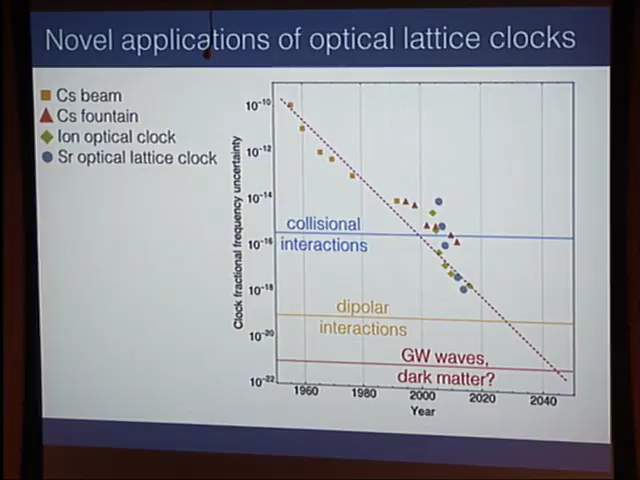 Novel applications of optical lattice clocks
Cs beam
Cs fountain
Ion optical clock
Sr optical lattice clock
Clock fractional frequency uncertainty
10⁻¹⁰
10⁻¹²
10⁻¹⁴
10⁻¹⁶
10⁻¹⁸
10⁻²⁰
10⁻²²
collisional
interactions
dipolar
interactions
GW waves,
dark matter?
1960 1980 2000 2020 2040
Year